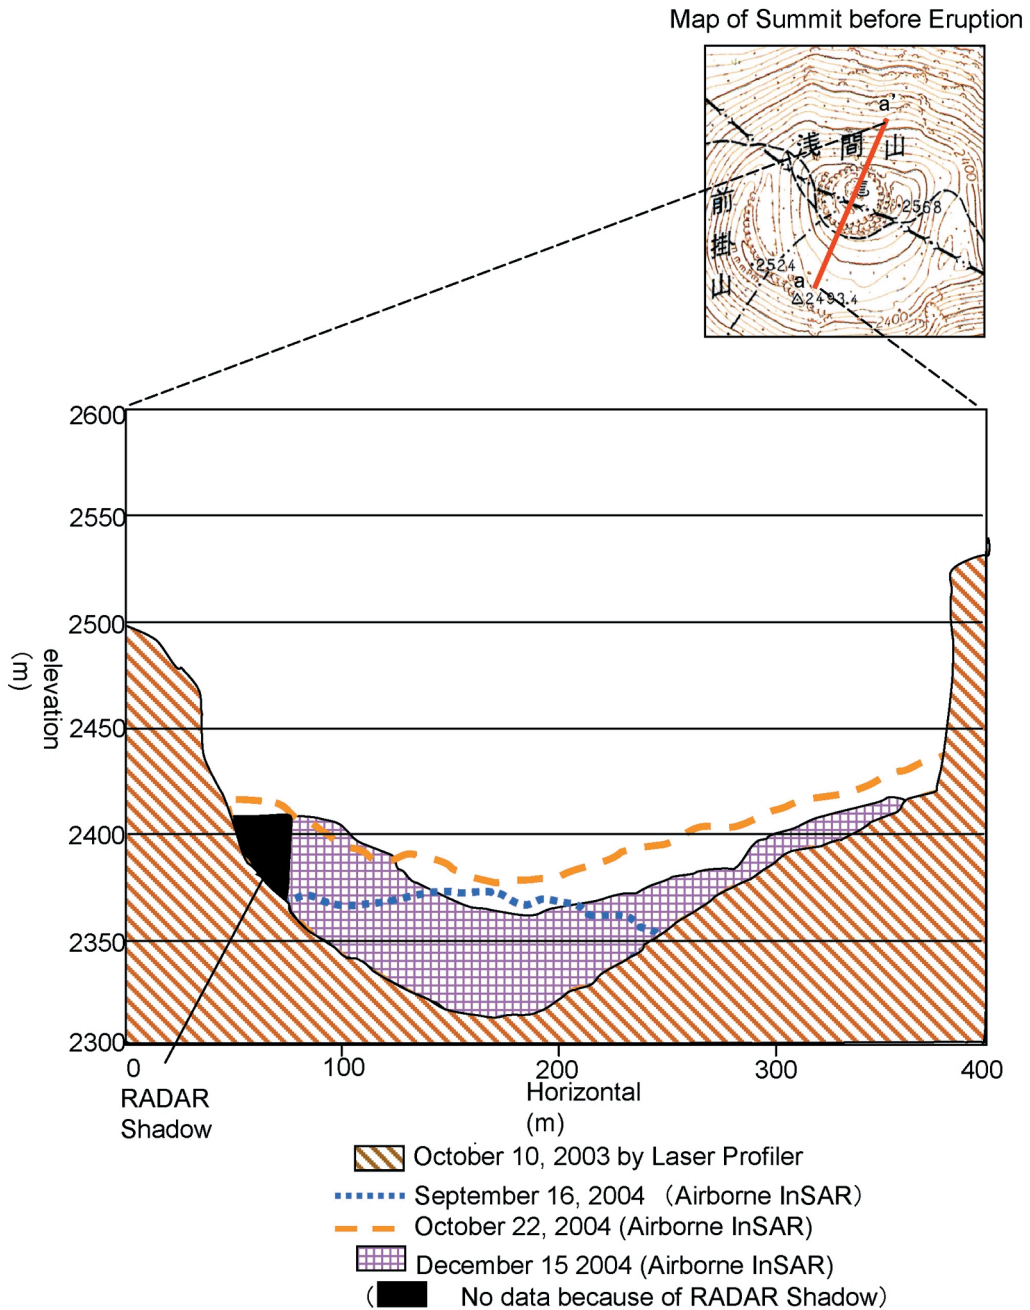 Map of Summit before Eruption
a'
浅間山
2400
2568
前掛山
2524
a
△2493.4
2400
2600
2550
2500
2450
2400
2350
2300
elevation
(m)
0
100
200
300
400
RADAR
Shadow
Horizontal
(m)
October 10, 2003 by Laser Profiler
September 16, 2004 （Airborne InSAR）
October 22, 2004 (Airborne InSAR)
December 15 2004 (Airborne InSAR)
( No data because of RADAR Shadow）